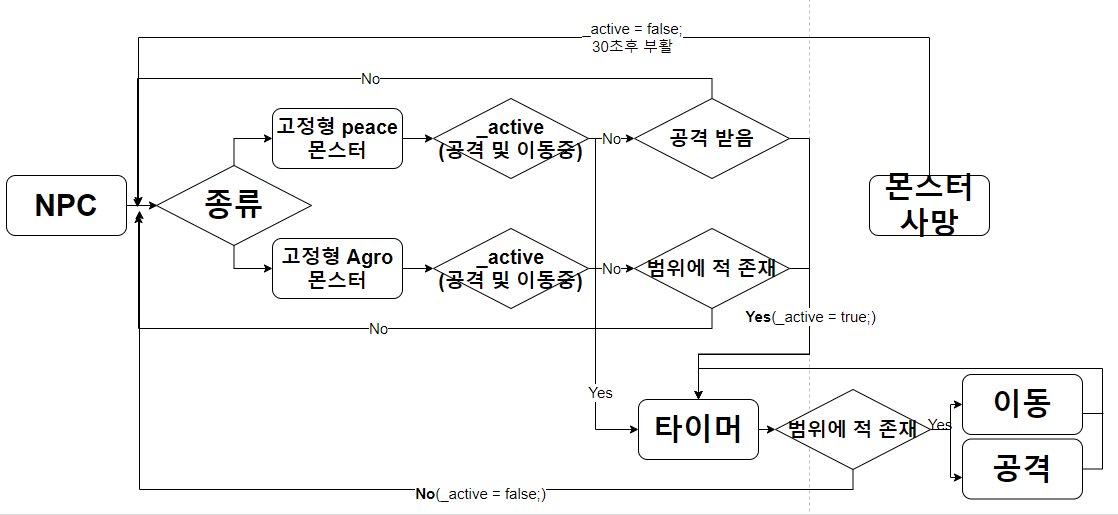 _active = false;
30초후 부활
No
고정형 peace
몬스터
_active
(공격 및 이동중)
No
공격 받음
NPC
종류
몬스터
사망
고정형 Agro
몬스터
_active
(공격 및 이동중)
No
범위에 적 존재
No
Yes(_active = true;)
Yes
타이머
범위에 적 존재
Yes
이동
공격
No(_active = false;)